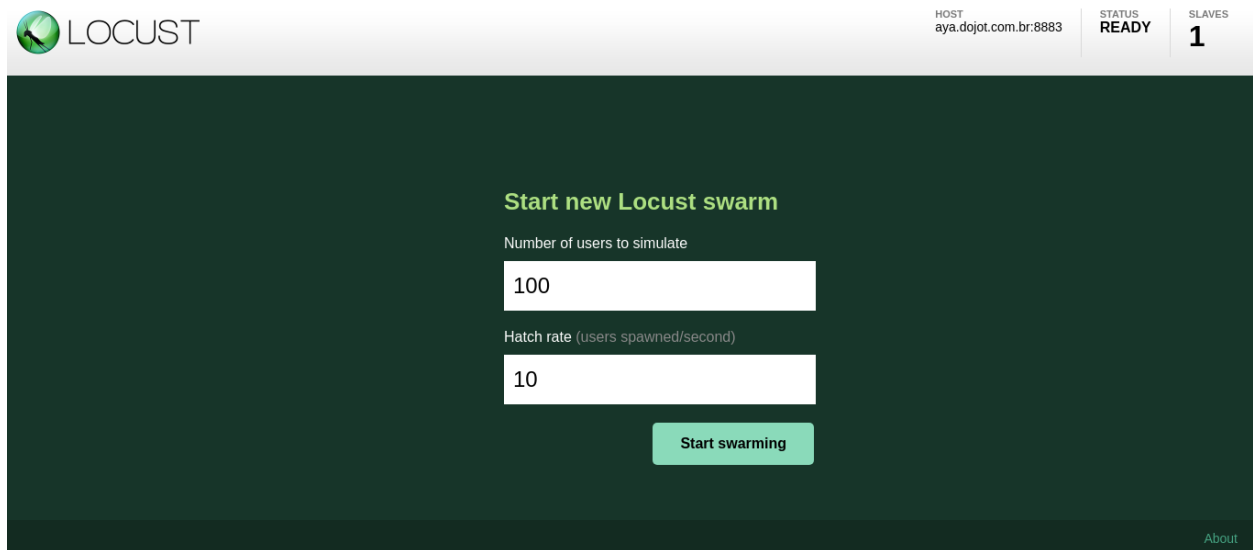 LOCUST
HOST
aya.dojot.com.br:8883
STATUS
READY
SLAVES
1
Start new Locust swarm
Number of users to simulate
100
Hatch rate (users spawned/second)
10
Start swarming
About